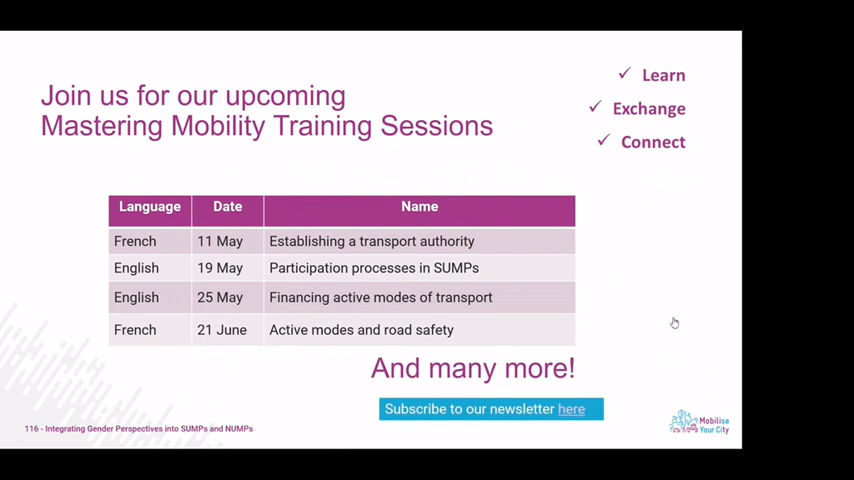 Join us for our upcoming
Mastering Mobility Training Sessions
✓ Learn
✓ Exchange
✓ Connect
Language Date Name
French 11 May Establishing a transport authority
English 19 May Participation processes in SUMPs
English 25 May Financing active modes of transport
French 21 June Active modes and road safety
And many more!
Subscribe to our newsletter here
116 - Integrating Gender Perspectives into SUMPs and NUMPs
Mobilise
Your City